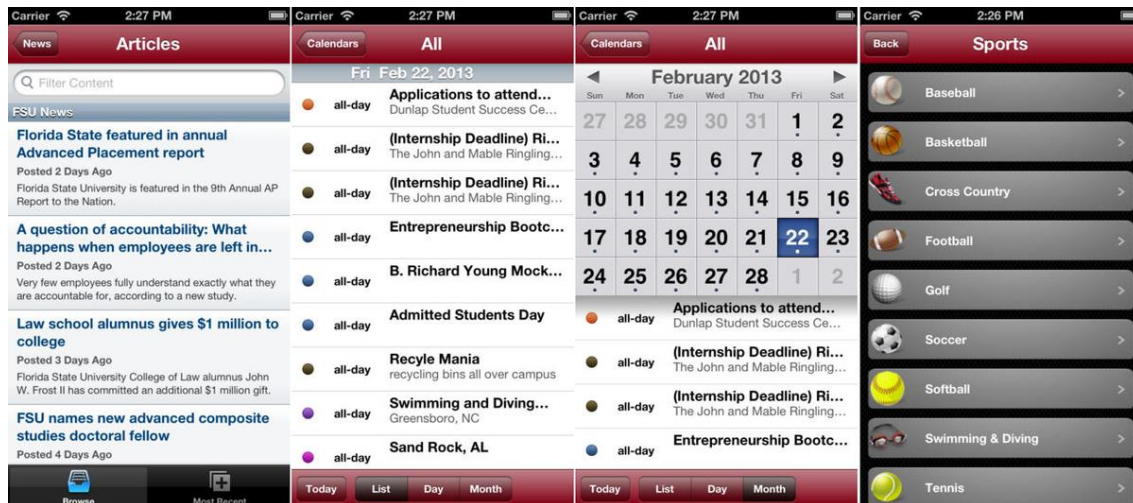 Carrier 2:27 PM
News Articles
Filter Content
FSU News
Florida State featured in annual
Advanced Placement report
Posted 2 Days Ago
Florida State University is featured in the 9th Annual AP
Report to the Nation.
A question of accountability: What
happens when employees are left in...
Posted 2 Days Ago
Very few employees fully understand exactly what they
are accountable for, according to a new study.
Law school alumnus gives $1 million to
college
Posted 3 Days Ago
Florida State University College of Law alumnus John
W. Frost II has committed an additional $1 million gift.
FSU names new advanced composite
studies doctoral fellow
Posted 4 Days Ago
Browse Most Recent
Carrier 2:27 PM
Calendars All
Fri Feb 22, 2013
Applications to attend...
all-day Dunlap Student Success Ce...
(Internship Deadline) Ri...
all-day The John and Mable Ringling...
(Internship Deadline) Ri...
all-day The John and Mable Ringling...
Entrepreneurship Bootc...
all-day
B. Richard Young Mock...
all-day
Admitted Students Day
all-day
Recyle Mania
all-day recycling bins all over campus
Swimming and Diving...
all-day Greensboro, NC
Sand Rock, AL
all-day
Today List Day Month
Carrier 2:27 PM
Calendars All
February 2013
Sun Mon Tue Wed Thu Fri Sat
27 28 29 30 31 1 2
3 4 5 6 7 8 9
10 11 12 13 14 15 16
17 18 19 20 21 22 23
24 25 26 27 28 1 2
Applications to attend...
all-day Dunlap Student Success Ce...
(Internship Deadline) Ri...
all-day The John and Mable Ringling...
(Internship Deadline) Ri...
all-day The John and Mable Ringling...
Entrepreneurship Bootc...
all-day
Today List Day Month
Carrier 2:26 PM
Back Sports
Baseball
Basketball
Cross Country
Football
Golf
Soccer
Softball
Swimming & Diving
Tennis